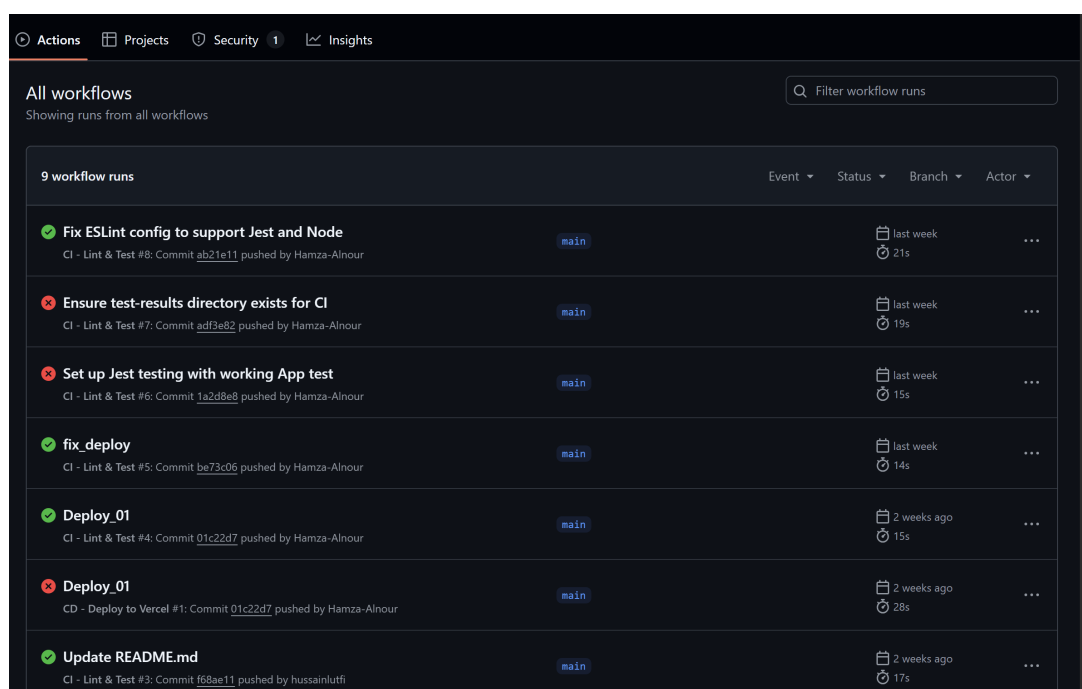 Actions Projects Security 1 Insights
All workflows
Filter workflow runs
Showing runs from all workflows
9 workflow runs Event Status Branch Actor
Fix ESLint config to support Jest and Node
CI - Lint & Test #8: Commit ab21e11 pushed by Hamza-Alnour
main
last week
21s
Ensure test-results directory exists for CI
CI - Lint & Test #7: Commit adf3e82 pushed by Hamza-Alnour
main
last week
19s
Set up Jest testing with working App test
CI - Lint & Test #6: Commit 1a2d8e8 pushed by Hamza-Alnour
main
last week
15s
fix_deploy
CI - Lint & Test #5: Commit be73c06 pushed by Hamza-Alnour
main
last week
14s
Deploy_01
CI - Lint & Test #4: Commit 01c22d7 pushed by Hamza-Alnour
main
2 weeks ago
15s
Deploy_01
CD - Deploy to Vercel #1: Commit 01c22d7 pushed by Hamza-Alnour
main
2 weeks ago
28s
Update README.md
CI - Lint & Test #3: Commit f68ae11 pushed by hussainlutfi
main
2 weeks ago
17s